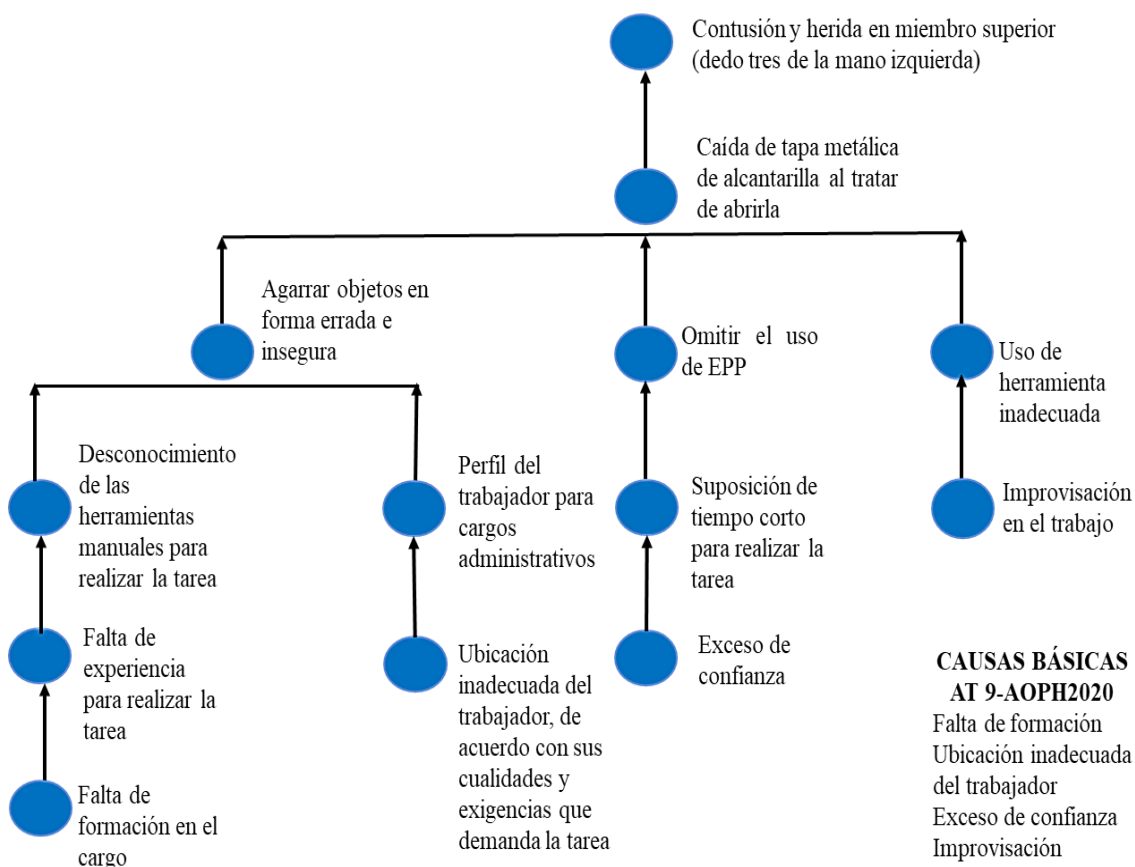 Contusión y herida en miembro superior
(dedo tres de la mano izquierda)
Caída de tapa metálica
de alcantarilla al tratar
de abrirla
Agarrar objetos en
forma errada e
insegura
Omitir el uso
de EPP
Uso de
herramienta
inadecuada
Desconocimiento
de las
herramientas
manuales para
realizar la tarea
Perfil del
trabajador para
cargos
administrativos
Suposición de
tiempo corto
para realizar la
tarea
Improvisación
en el trabajo
Falta de
experiencia
para realizar la
tarea
Ubicación
inadecuada del
trabajador, de
acuerdo con sus
cualidades y
exigencias que
demanda la tarea
Exceso de
confianza
Falta de
formación en el
cargo
CAUSAS BÁSICAS
AT 9-AOPH2020
Falta de formación
Ubicación inadecuada
del trabajador
Exceso de confianza
Improvisación